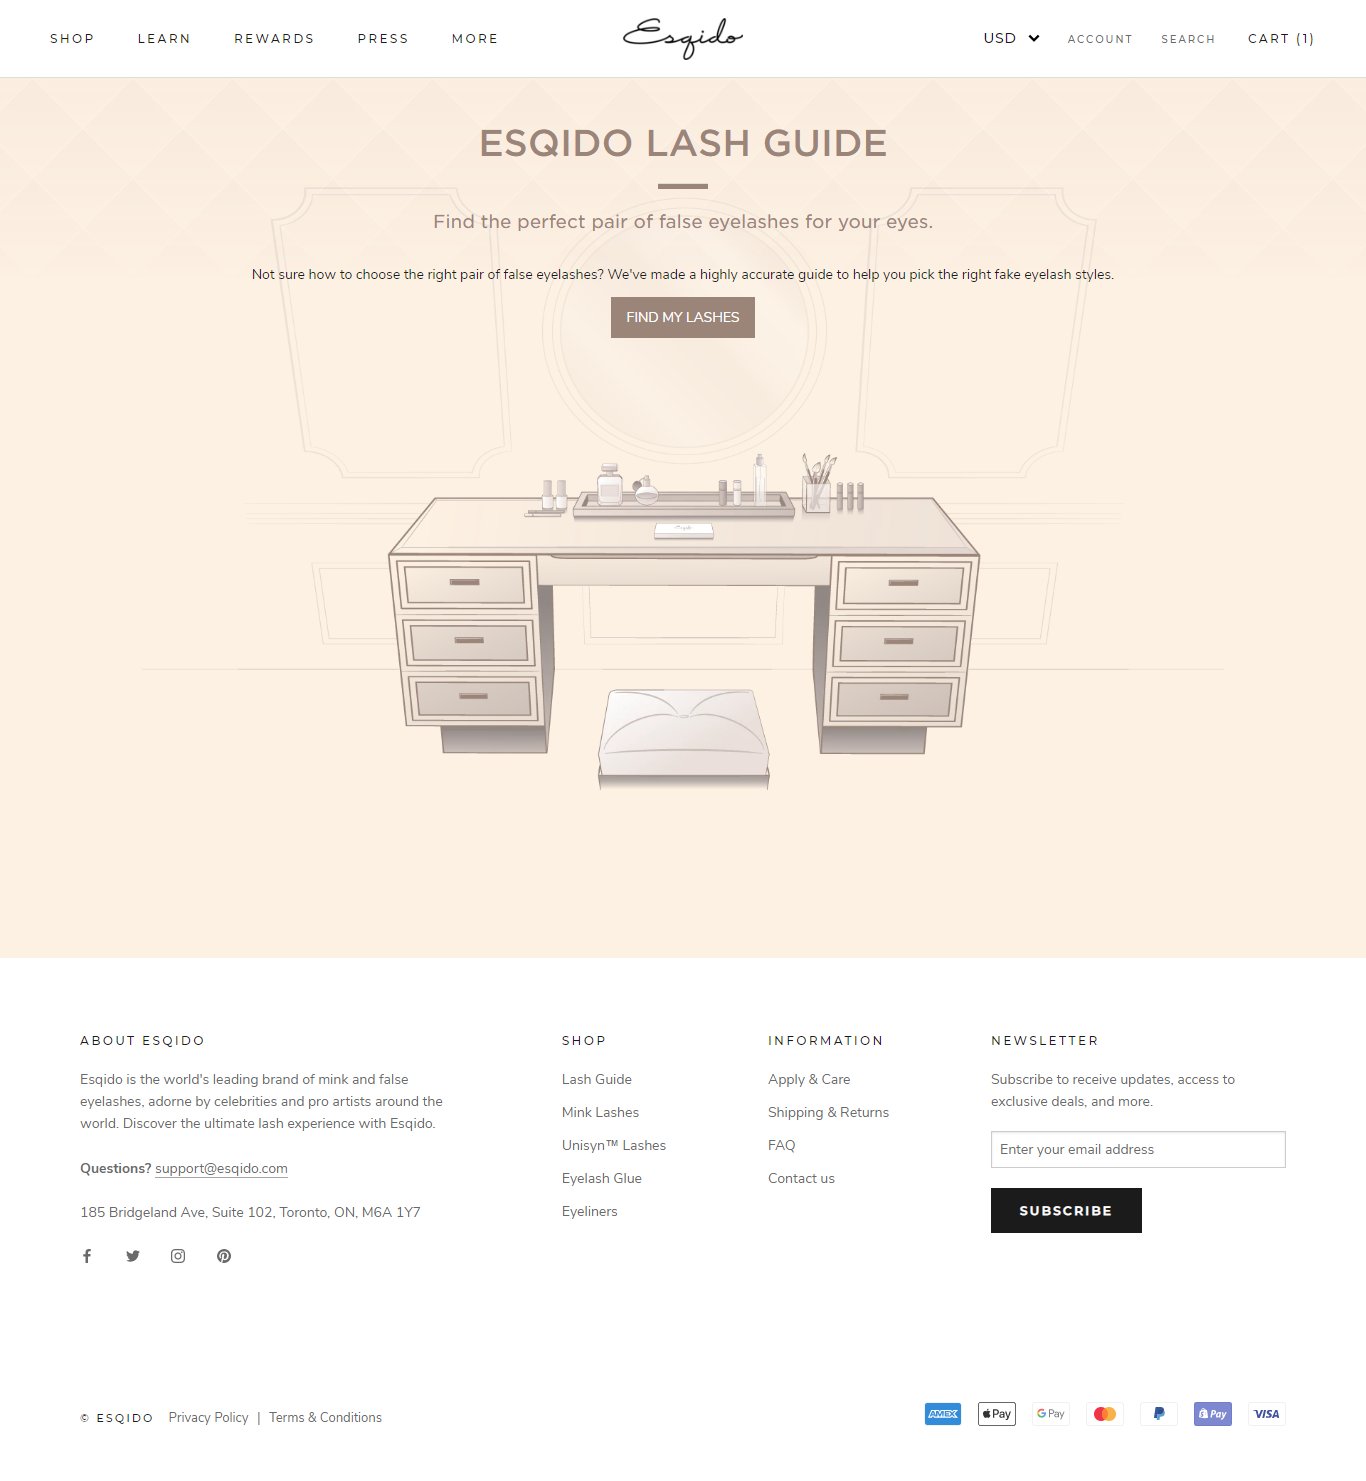 SHOP LEARN REWARDS PRESS MORE Esqido USD ACCOUNT SEARCH CART (1)
ESQIDO LASH GUIDE
Find the perfect pair of false eyelashes for your eyes.
Not sure how to choose the right pair of false eyelashes? We've made a highly accurate guide to help you pick the right fake eyelash styles.
FIND MY LASHES
Esqido
ABOUT ESQIDO
Esqido is the world's leading brand of mink and false
eyelashes, adorne by celebrities and pro artists around the
world. Discover the ultimate lash experience with Esqido.
Questions? support@esqido.com
185 Bridgeland Ave, Suite 102, Toronto, ON, M6A 1Y7
SHOP
Lash Guide
Mink Lashes
Unisyn™ Lashes
Eyelash Glue
Eyeliners
INFORMATION
Apply & Care
Shipping & Returns
FAQ
Contact us
NEWSLETTER
Subscribe to receive updates, access to
exclusive deals, and more.
Enter your email address
SUBSCRIBE
© ESQIDO Privacy Policy | Terms & Conditions
AMEX Pay G Pay Pay VISA